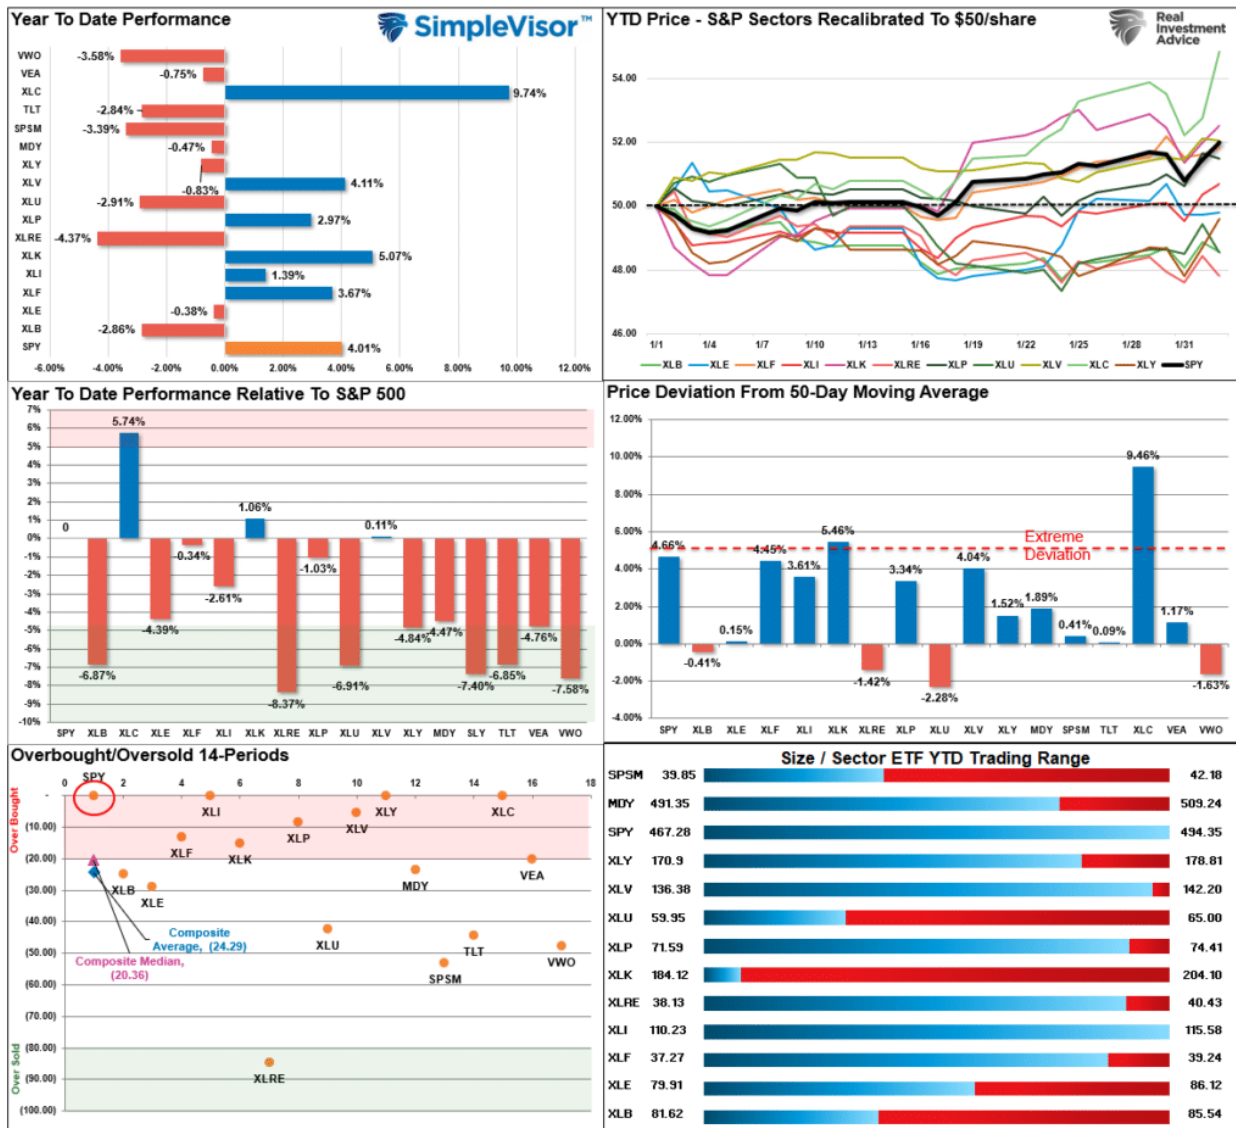 Year To Date Performance
SimpleVisor™
VWO
-3.58%
VEA
-0.75%
XLC
9.74%
TLT
-2.84%
SPSM
-3.39%
MDY
-0.47%
XLY
-0.83%
XLV
4.11%
XLU
-2.91%
XLP
2.97%
XLRE
-4.37%
XLK
5.07%
XLI
1.39%
XLF
3.67%
XLE
-0.38%
XLB
-2.86%
SPY
4.01%
-6.00% -4.00% -2.00% 0.00% 2.00% 4.00% 6.00% 8.00% 10.00% 12.00%
YTD Price - S&P Sectors Recalibrated To $50/share
Real
Investment
Advice
54.00
52.00
50.00
48.00
46.00
1/1 1/4 1/7 1/10 1/13 1/16 1/19 1/22 1/25 1/28 1/31
XLB XLE XLF XLI XLK XLRE XLP XLU XLV XLC XLY SPY
Year To Date Performance Relative To S&P 500
7%
6%
5%
4%
3%
2%
1%
0%
-1%
-2%
-3%
-4%
-5%
-6%
-7%
-8%
-9%
-10%
0
-6.87%
5.74%
-4.39%
-0.34%
-2.61%
1.06%
-8.37%
-1.03%
-6.91%
0.11%
-4.84%
-4.47%
-7.40%
-6.85%
-4.76%
-7.58%
SPY XLB XLC XLE XLF XLI XLK XLRE XLP XLU XLV XLY MDY SLY TLT VEA VWO
Price Deviation From 50-Day Moving Average
12.00%
10.00%
8.00%
6.00%
4.00%
2.00%
0.00%
-2.00%
-4.00%
4.66%
-0.41%
0.15%
4.45%
3.61%
5.46%
-1.42%
3.34%
-2.28%
4.04%
1.52%
1.89%
0.41%
0.09%
9.46%
1.17%
-1.63%
Extreme
Deviation
SPY XLB XLE XLF XLI XLK XLRE XLP XLU XLV XLY MDY SPSM TLT XLC VEA VWO
Overbought/Oversold 14-Periods
0 2 4 6 8 10 12 14 16 18
-
(10.00)
(20.00)
(30.00)
(40.00)
(50.00)
(60.00)
(70.00)
(80.00)
(90.00)
(100.00)
Over Bought
Over Sold
SPY
XLI
XLY
XLC
XLP
XLV
XLF
XLK
XLB
XLE
MDY
VEA
XLU
TLT
VWO
SPSM
XLRE
Composite
Average, (24.29)
Composite Median,
(20.36)
Size / Sector ETF YTD Trading Range
SPSM 39.85 42.18
MDY 491.35 509.24
SPY 467.28 494.35
XLY 170.9 178.81
XLV 136.38 142.20
XLU 59.95 65.00
XLP 71.59 74.41
XLK 184.12 204.10
XLRE 38.13 40.43
XLI 110.23 115.58
XLF 37.27 39.24
XLE 79.91 86.12
XLB 81.62 85.54